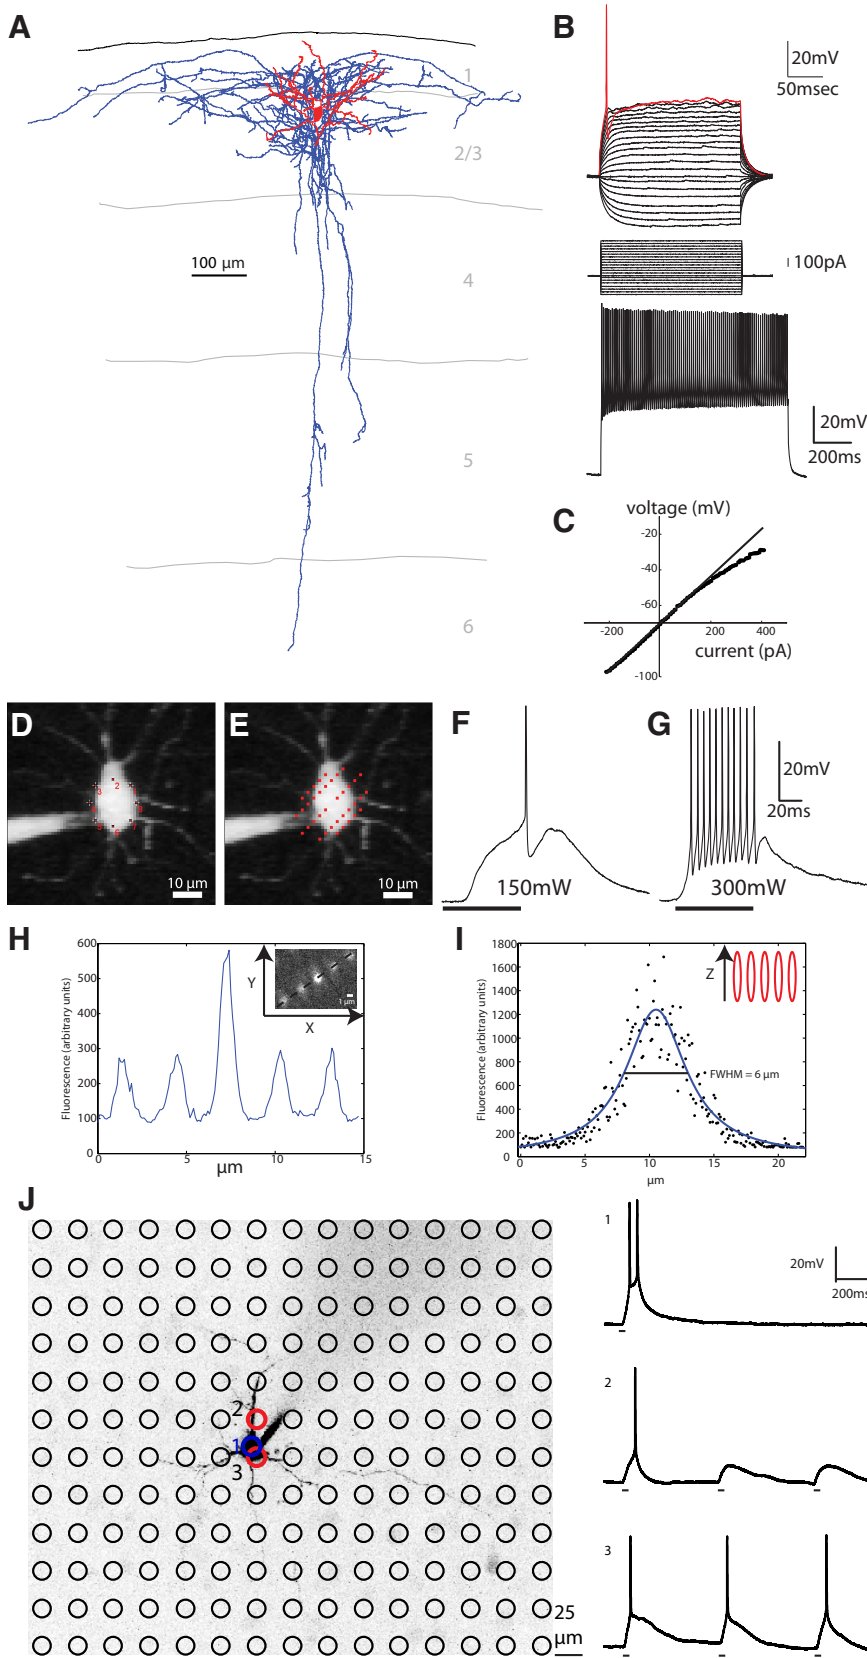 A
1
2/3
100 μm
4
5
6
B
20mV
50msec
100pA
20mV
200ms
C
voltage (mV)
-20
-40
-60
-200
200
400
current (pA)
-100
D
2
3
10 μm
E
10 μm
F
150mW
G
20mV
20ms
300mW
H
Fluorescence (arbitrary units)
600
500
400
300
200
100
0
0
5
10
15
μm
Y
X
1 μm
I
Fluorescence (arbitrary units)
1800
1600
1400
1200
1000
800
600
400
200
0
0
5
10
15
20
μm
Z
FWHM = 6 μm
J
2
1
3
25
μm
1
20mV
200ms
2
3